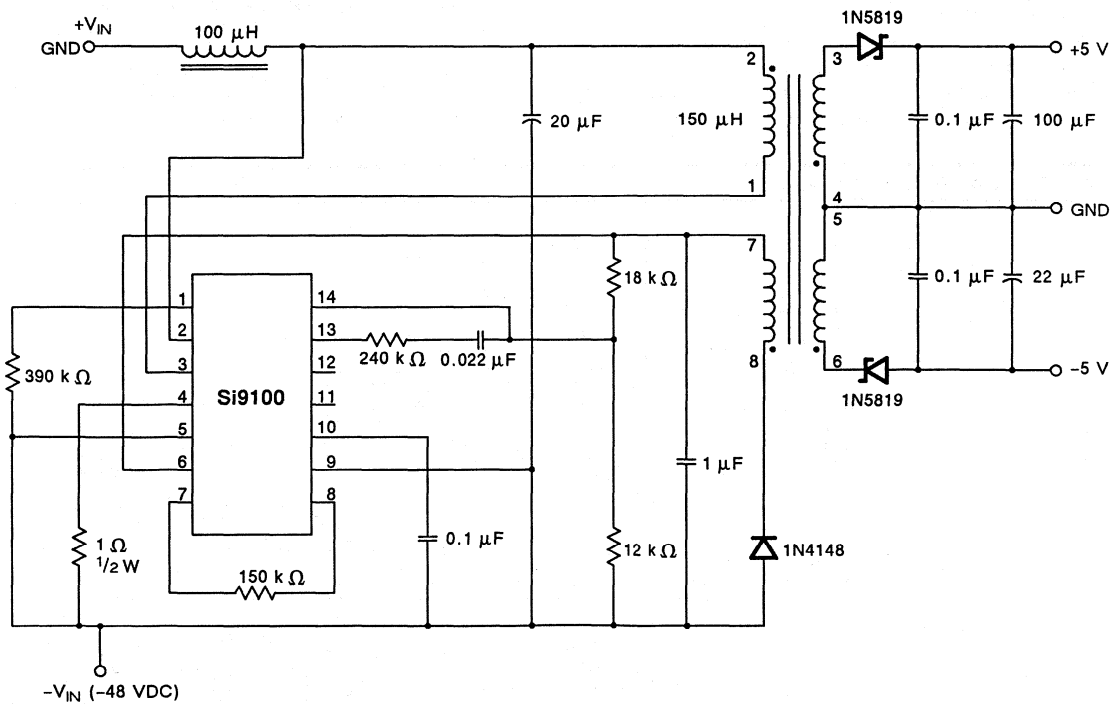 +VIN
GND
100 µH
1N5819
+5 V
2
3
150 µH
20 µF
0.1 µF
100 µF
1
4
GND
5
7
18 kΩ
0.1 µF
22 µF
1
14
2
13
240 kΩ
0.022 µF
8
6
-5 V
1N5819
390 kΩ
3
12
Si9100
4
11
5
10
6
9
1 µF
7
8
1 Ω
1/2 W
0.1 µF
12 kΩ
1N4148
150 kΩ
-VIN (-48 VDC)